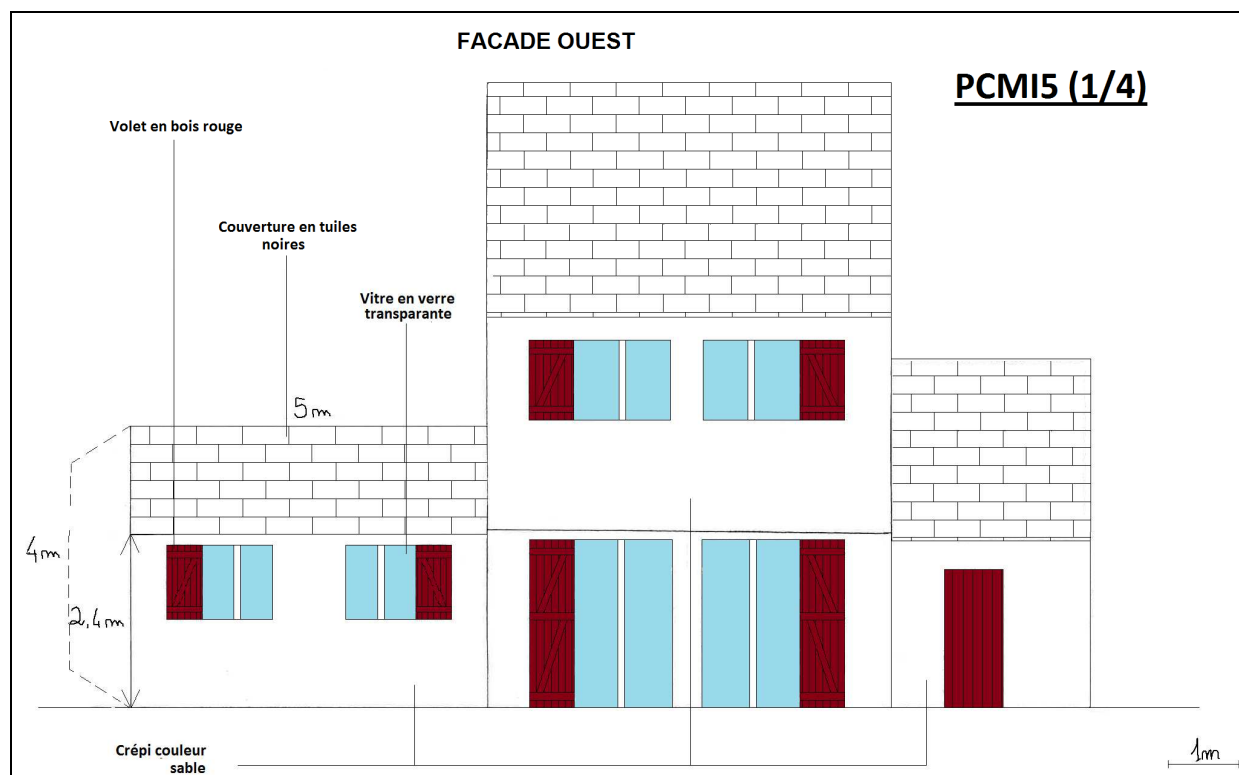 FACADE OUEST
PCMI5 (1/4)
Volet en bois rouge
Couverture en tuiles
noires
Vitre en verre
transparante
5m
4m
2,4m
Crépi couleur
sable
1m